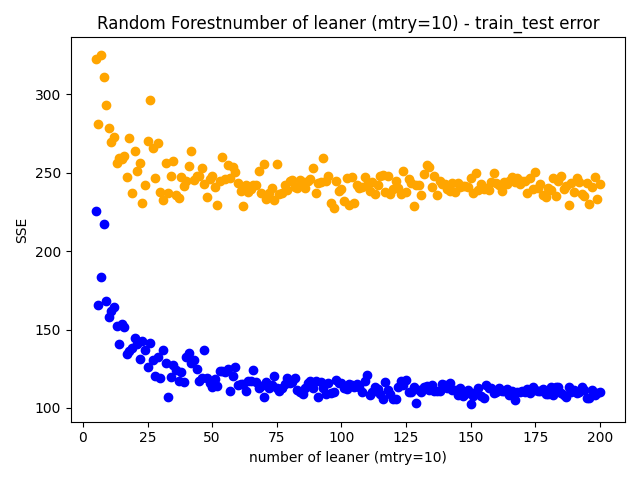 Random Forestnumber of leaner (mtry=10) - train_test error
300
250
200
150
100
SSE
0 25 50 75 100 125 150 175 200
number of leaner (mtry=10)